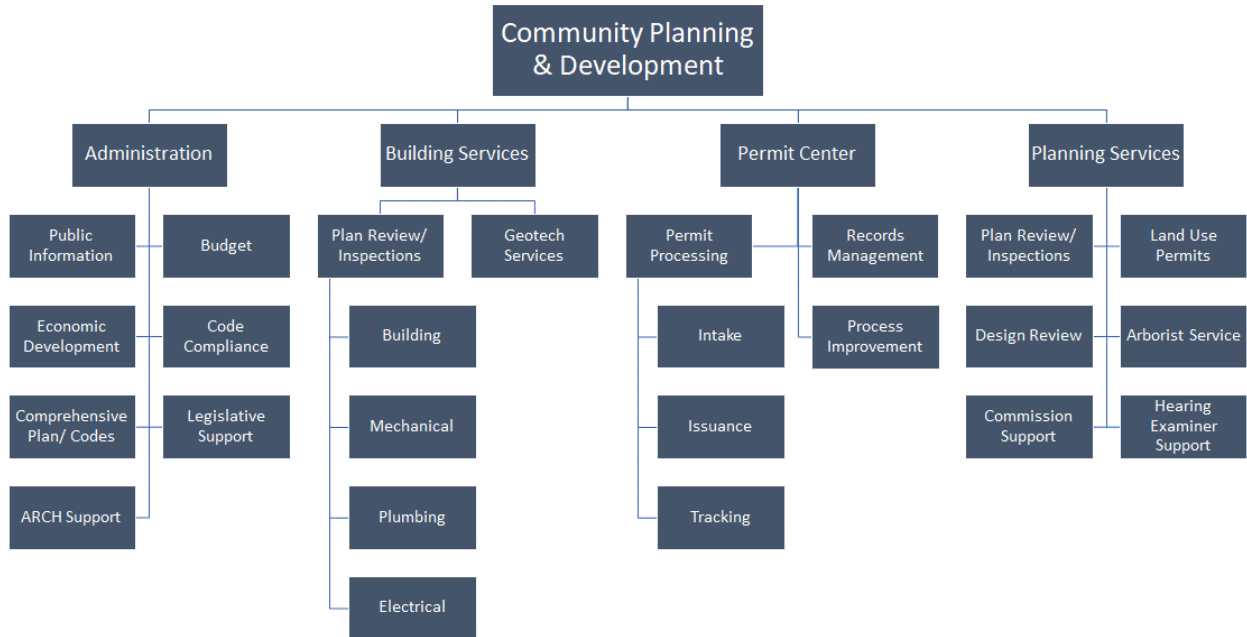 Community Planning
& Development
Administration
Building Services
Permit Center
Planning Services
Public
Information
Budget
Plan Review/
Inspections
Geotech
Services
Permit
Processing
Records
Management
Plan Review/
Inspections
Land Use
Permits
Economic
Development
Code
Compliance
Building
Intake
Process
Improvement
Design Review
Arborist Service
Comprehensive
Plan/ Codes
Legislative
Support
Mechanical
Issuance
Commission
Support
Hearing
Examiner
Support
ARCH Support
Plumbing
Tracking
Electrical